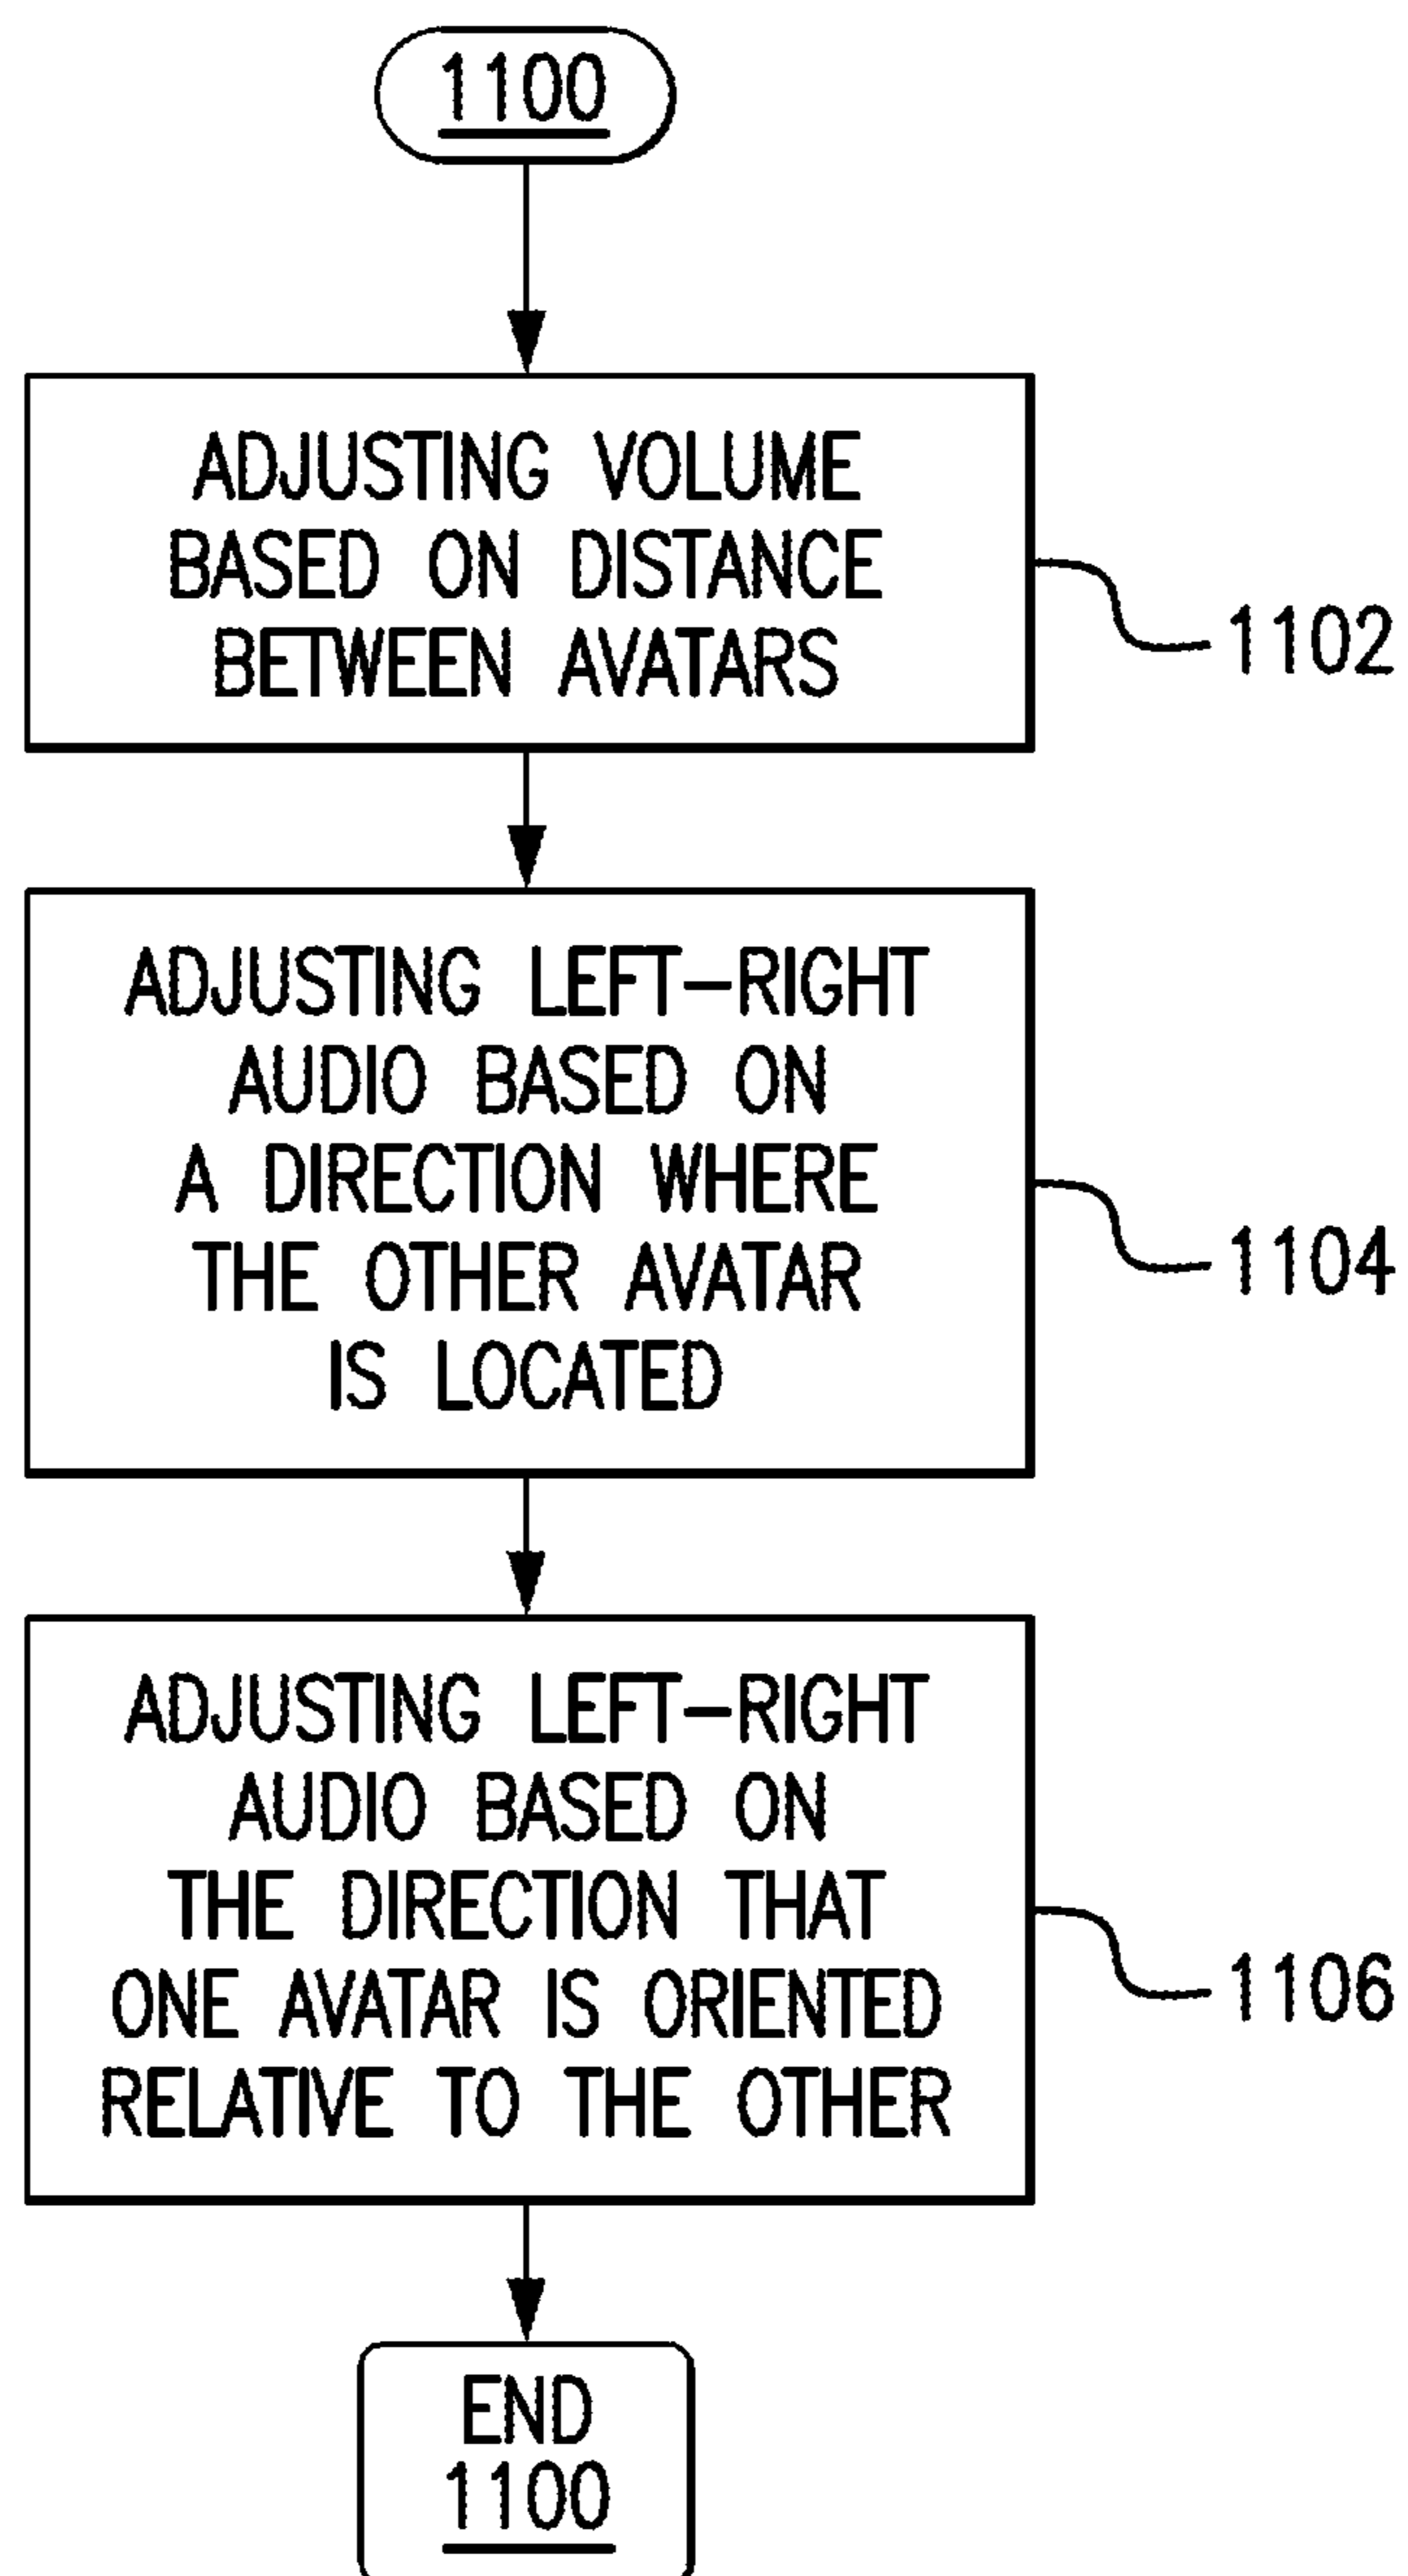 1100
ADJUSTING VOLUME
BASED ON DISTANCE
BETWEEN AVATARS
1102
ADJUSTING LEFT-RIGHT
AUDIO BASED ON
A DIRECTION WHERE
THE OTHER AVATAR
IS LOCATED
1104
ADJUSTING LEFT-RIGHT
AUDIO BASED ON
THE DIRECTION THAT
ONE AVATAR IS ORIENTED
RELATIVE TO THE OTHER
1106
END
1100